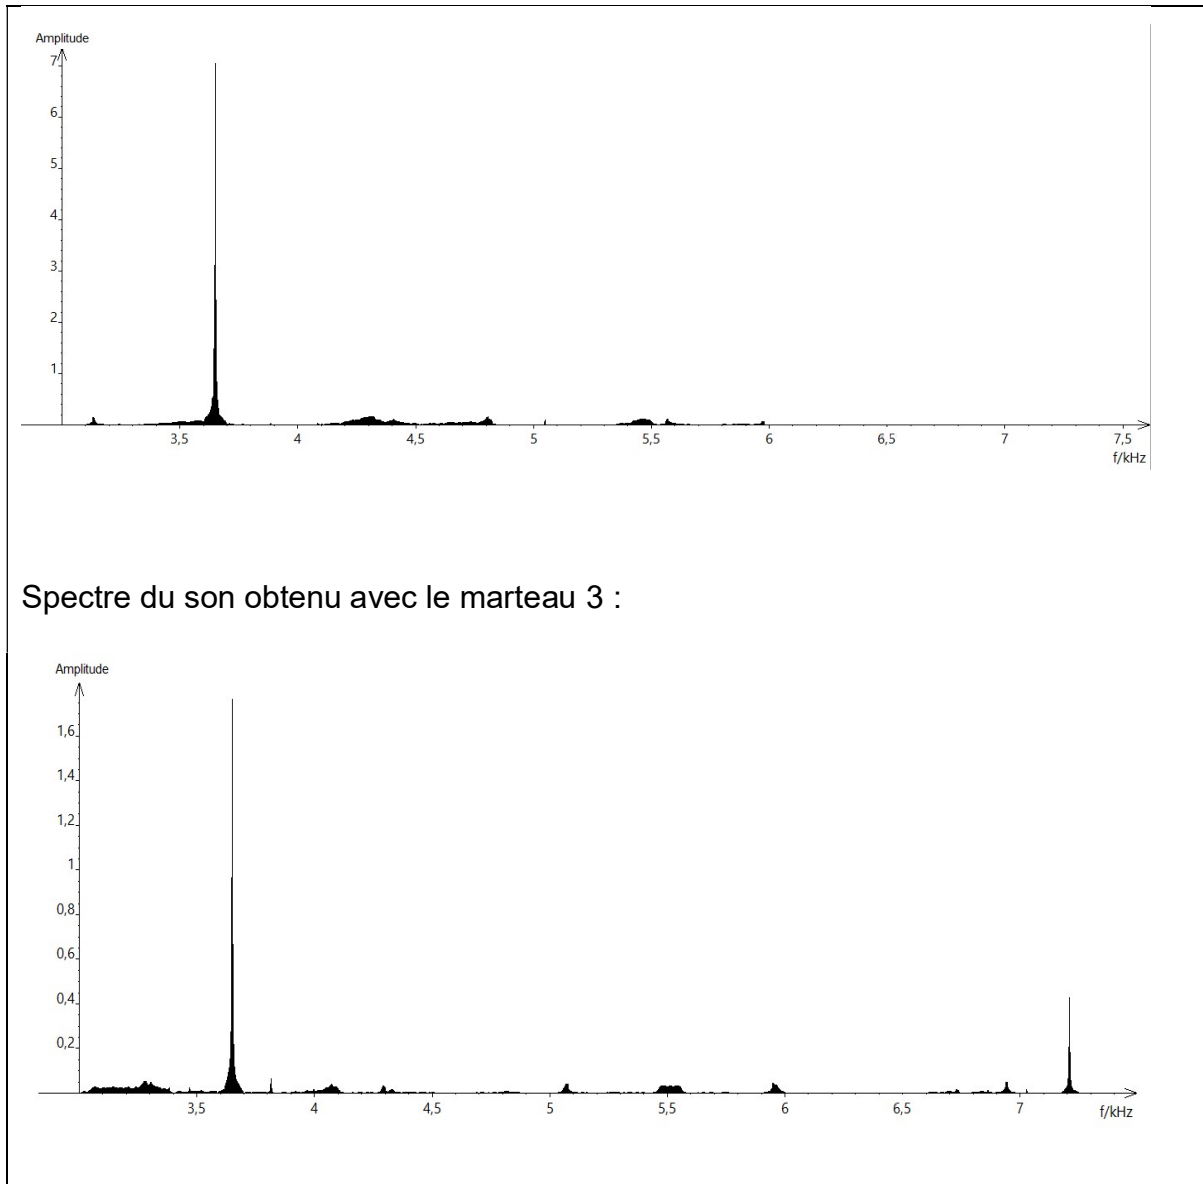 Amplitude
7
6
5
4
3
2
1
3,5 4 4,5 5 5,5 6 6,5 7 7,5
f/kHz
Spectre du son obtenu avec le marteau 3 :
Amplitude
1,6
1,4
1,2
1
0,8
0,6
0,4
0,2
3,5 4 4,5 5 5,5 6 6,5 7 f/kHz